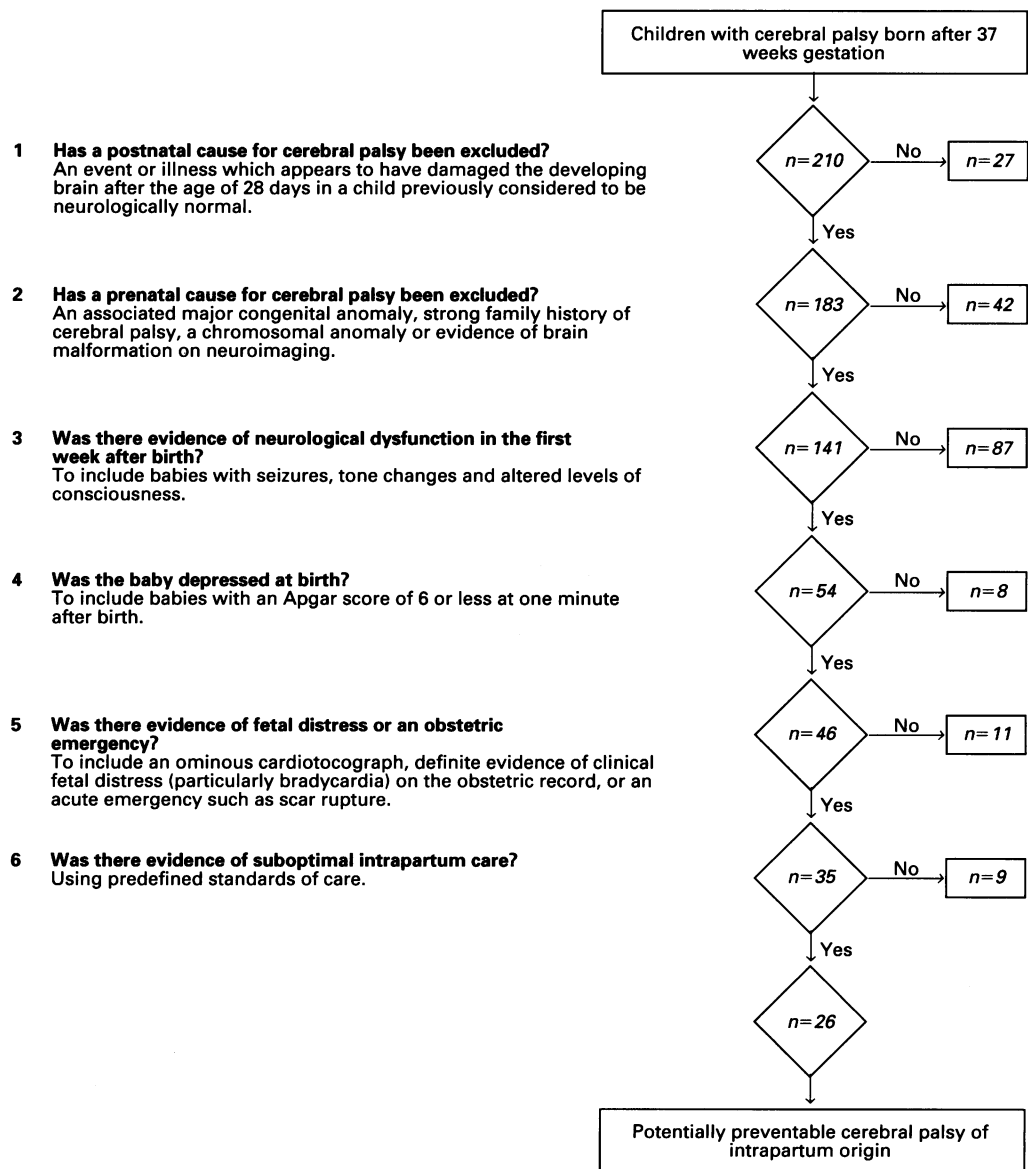 Children with cerebral palsy born after 37
weeks gestation
1 Has a postnatal cause for cerebral palsy been excluded?
An event or illness which appears to have damaged the developing
brain after the age of 28 days in a child previously considered to be
neurologically normal.
n=210
No
n=27
Yes
2 Has a prenatal cause for cerebral palsy been excluded?
An associated major congenital anomaly, strong family history of
cerebral palsy, a chromosomal anomaly or evidence of brain
malformation on neuroimaging.
n=183
No
n=42
Yes
3 Was there evidence of neurological dysfunction in the first
week after birth?
To include babies with seizures, tone changes and altered levels of
consciousness.
n=141
No
n=87
Yes
4 Was the baby depressed at birth?
To include babies with an Apgar score of 6 or less at one minute
after birth.
n=54
No
n=8
Yes
5 Was there evidence of fetal distress or an obstetric
emergency?
To include an ominous cardiotocograph, definite evidence of clinical
fetal distress (particularly bradycardia) on the obstetric record, or an
acute emergency such as scar rupture.
n=46
No
n=11
Yes
6 Was there evidence of suboptimal intrapartum care?
Using predefined standards of care.
n=35
No
n=9
Yes
n=26
Potentially preventable cerebral palsy of
intrapartum origin